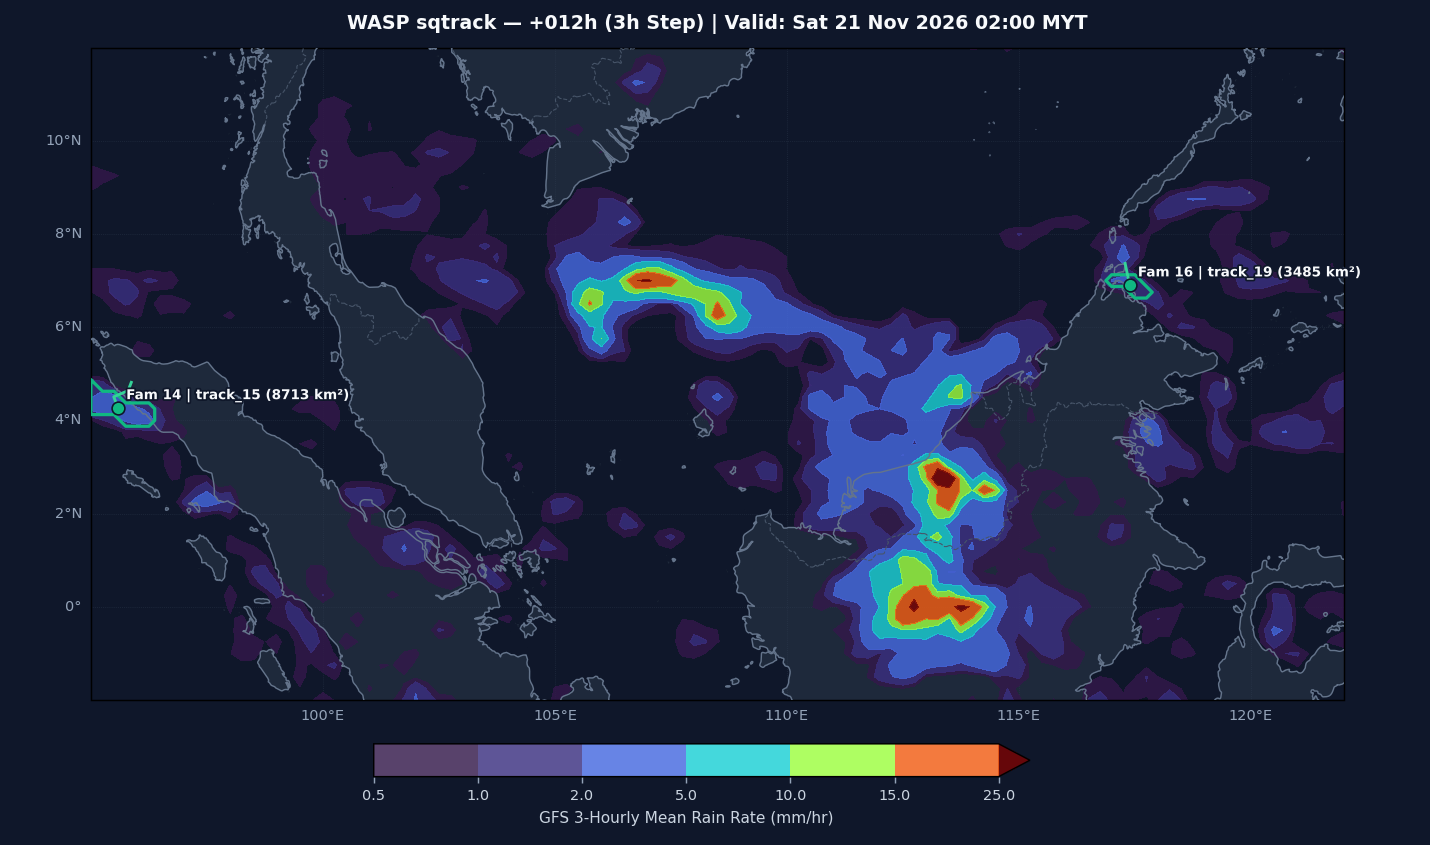 WASP sqtrack — +012h (3h Step) | Valid: Sat 21 Nov 2026 02:00 MYT
10°N
8°N
6°N
4°N
2°N
0°
Fam 16 | track_19 (3485 km²)
Fam 14 | track_15 (8713 km²)
100°E
105°E
110°E
115°E
120°E
0.5
1.0
2.0
5.0
10.0
15.0
25.0
GFS 3-Hourly Mean Rain Rate (mm/hr)